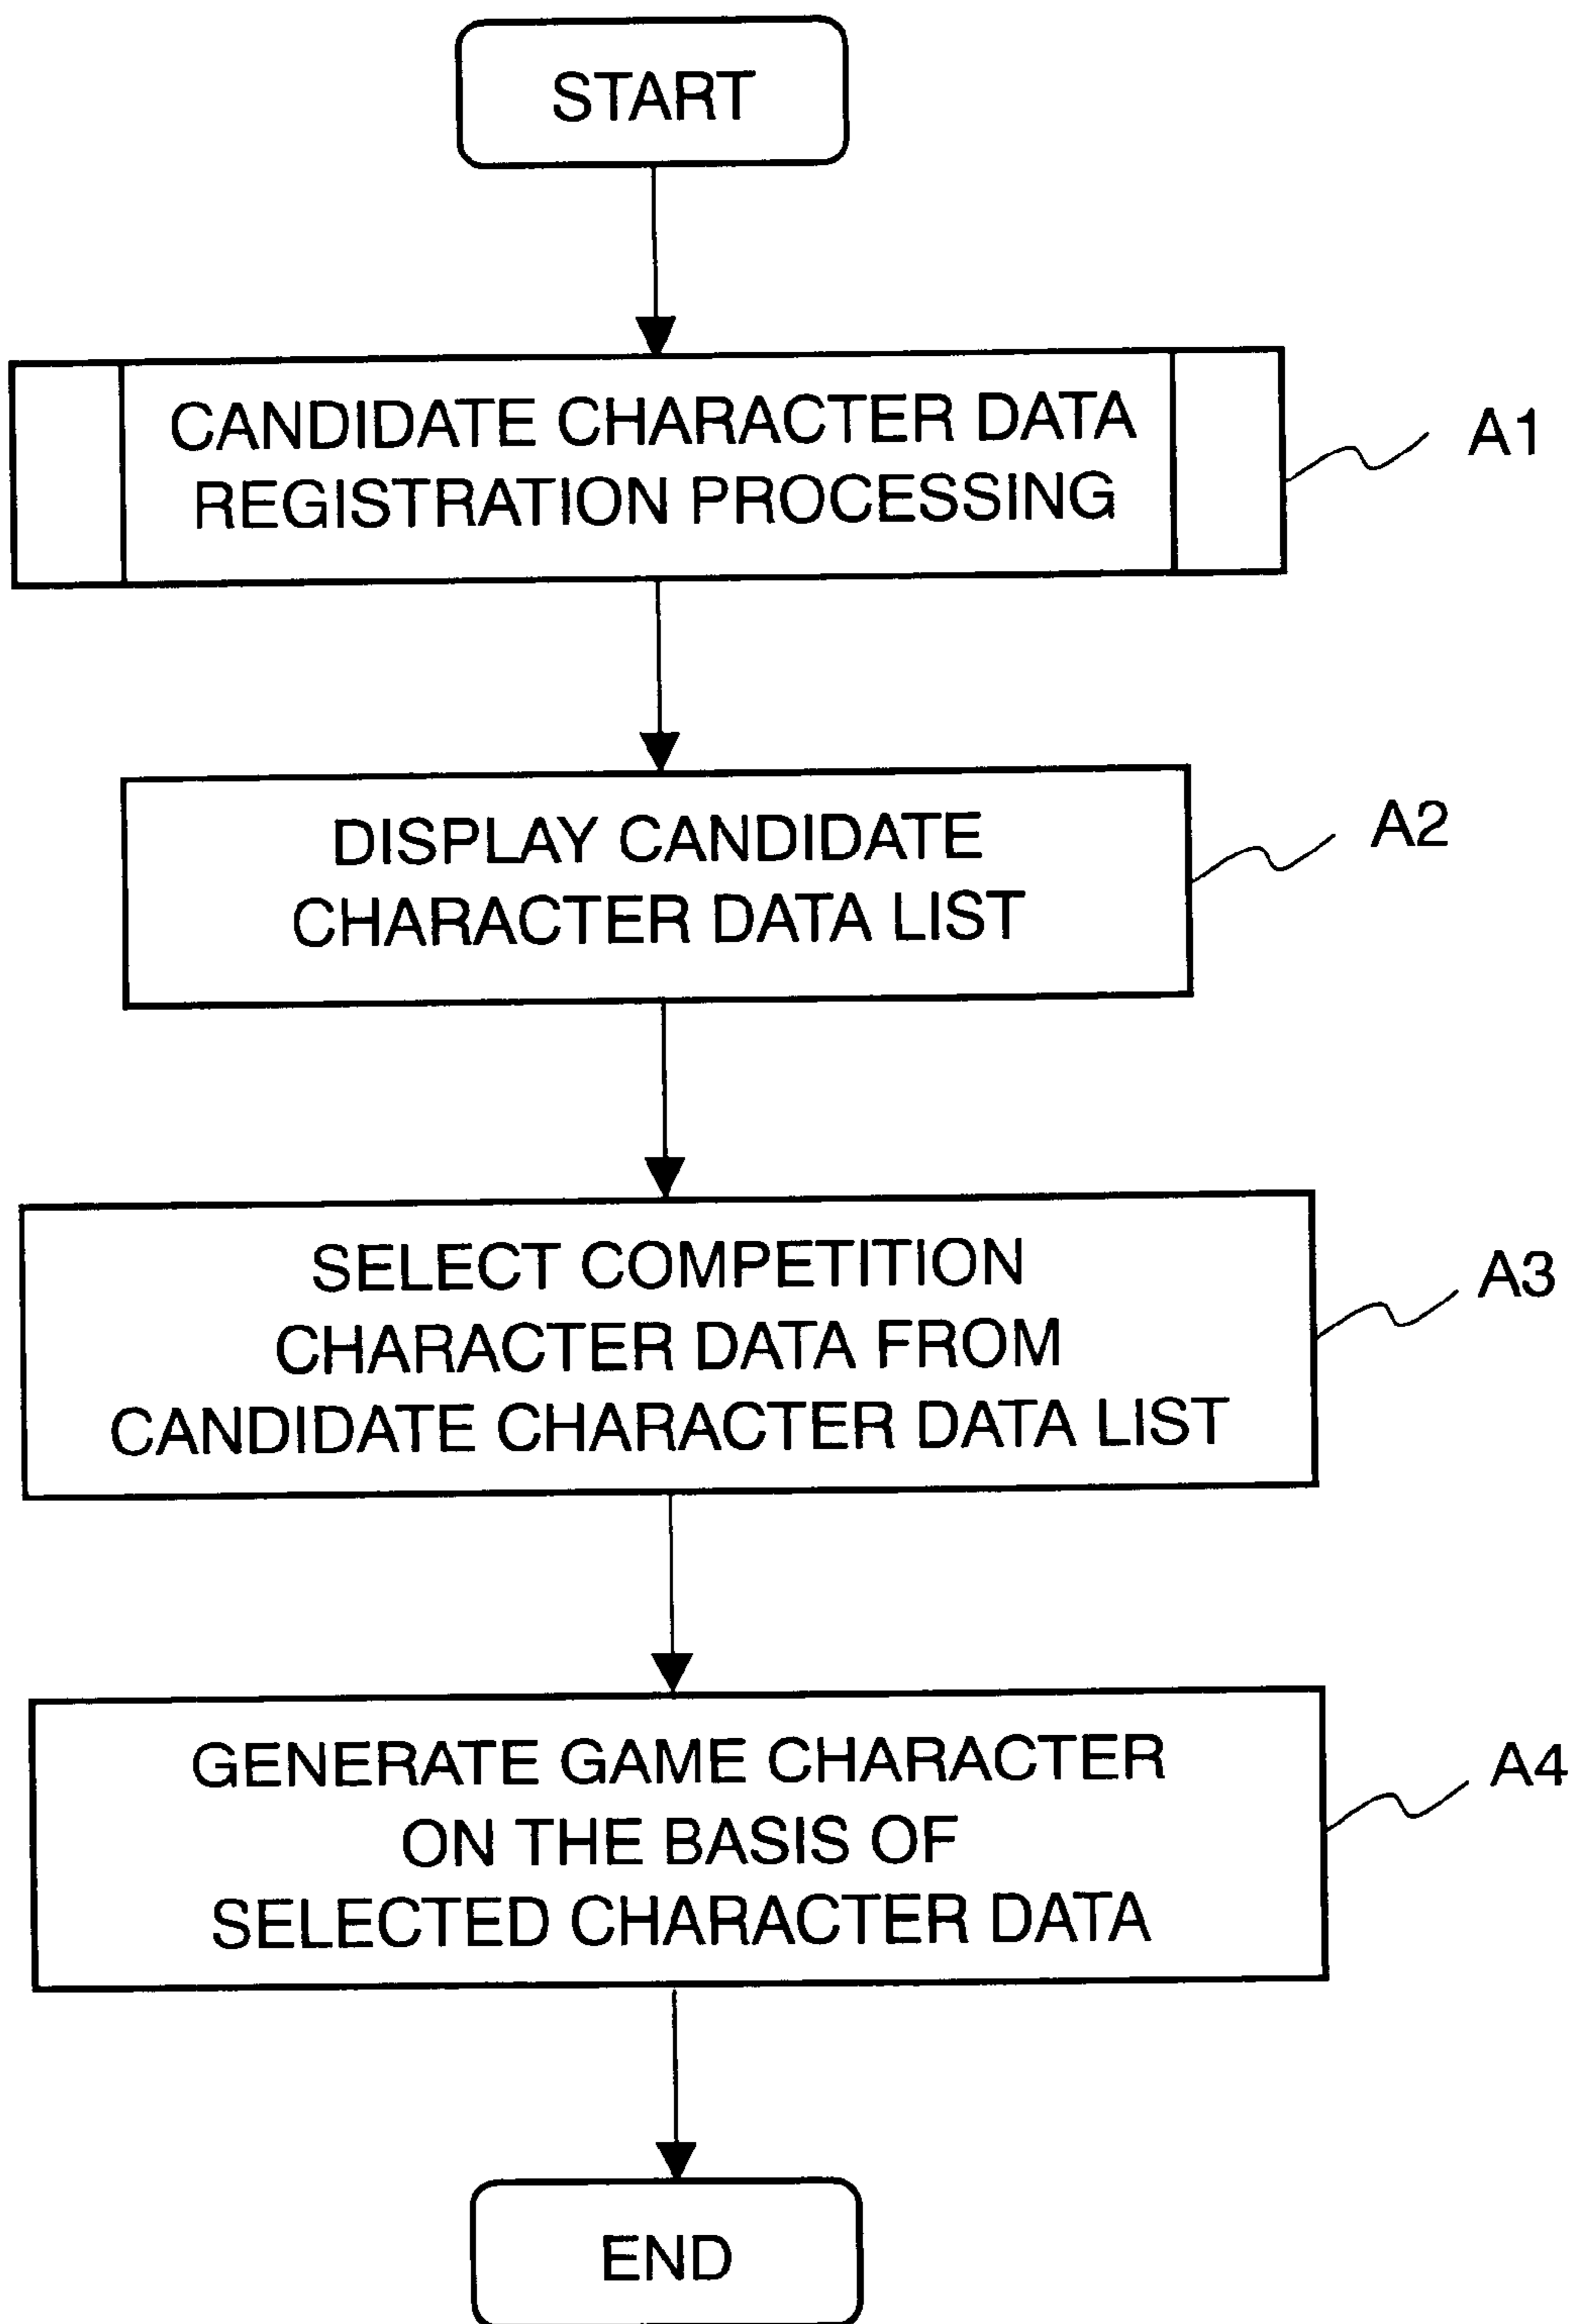 START
CANDIDATE CHARACTER DATA
REGISTRATION PROCESSING
A1
DISPLAY CANDIDATE
CHARACTER DATA LIST
A2
SELECT COMPETITION
CHARACTER DATA FROM
CANDIDATE CHARACTER DATA LIST
A3
GENERATE GAME CHARACTER
ON THE BASIS OF
SELECTED CHARACTER DATA
A4
END